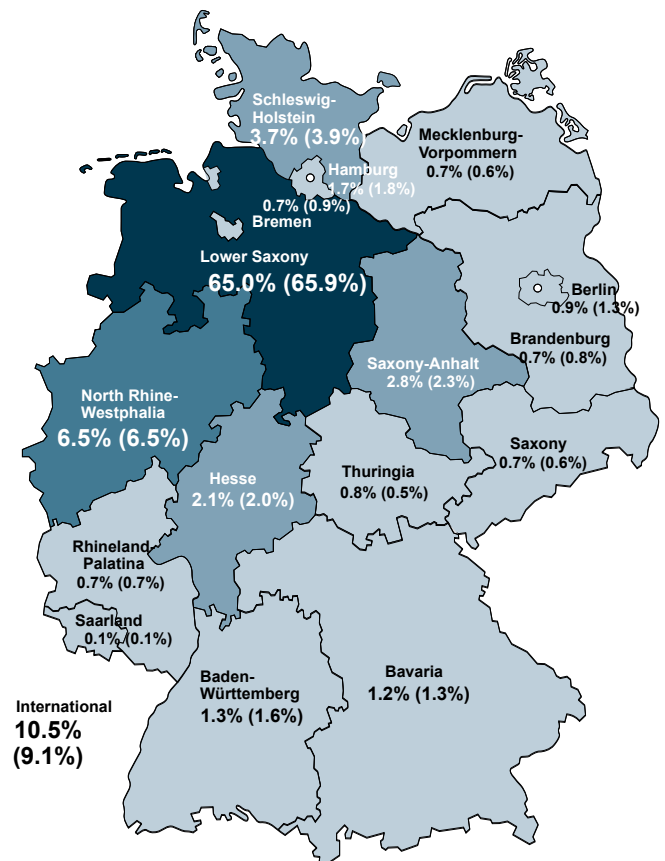 Schleswig-
Holstein
3.7% (3.9%)
Mecklenburg-
Vorpommern
0.7% (0.6%)
Hamburg
1.7% (1.8%)
0.7% (0.9%)
Bremen
Lower Saxony
65.0% (65.9%)
Berlin
0.9% (1.3%)
Brandenburg
0.7% (0.8%)
Saxony-Anhalt
2.8% (2.3%)
North Rhine-
Westphalia
6.5% (6.5%)
Saxony
0.7% (0.6%)
Hesse
2.1% (2.0%)
Thuringia
0.8% (0.5%)
Rhineland-
Palatina
0.7% (0.7%)
Saarland
0.1% (0.1%)
Baden-
Württemberg
1.3% (1.6%)
Bavaria
1.2% (1.3%)
International
10.5%
(9.1%)